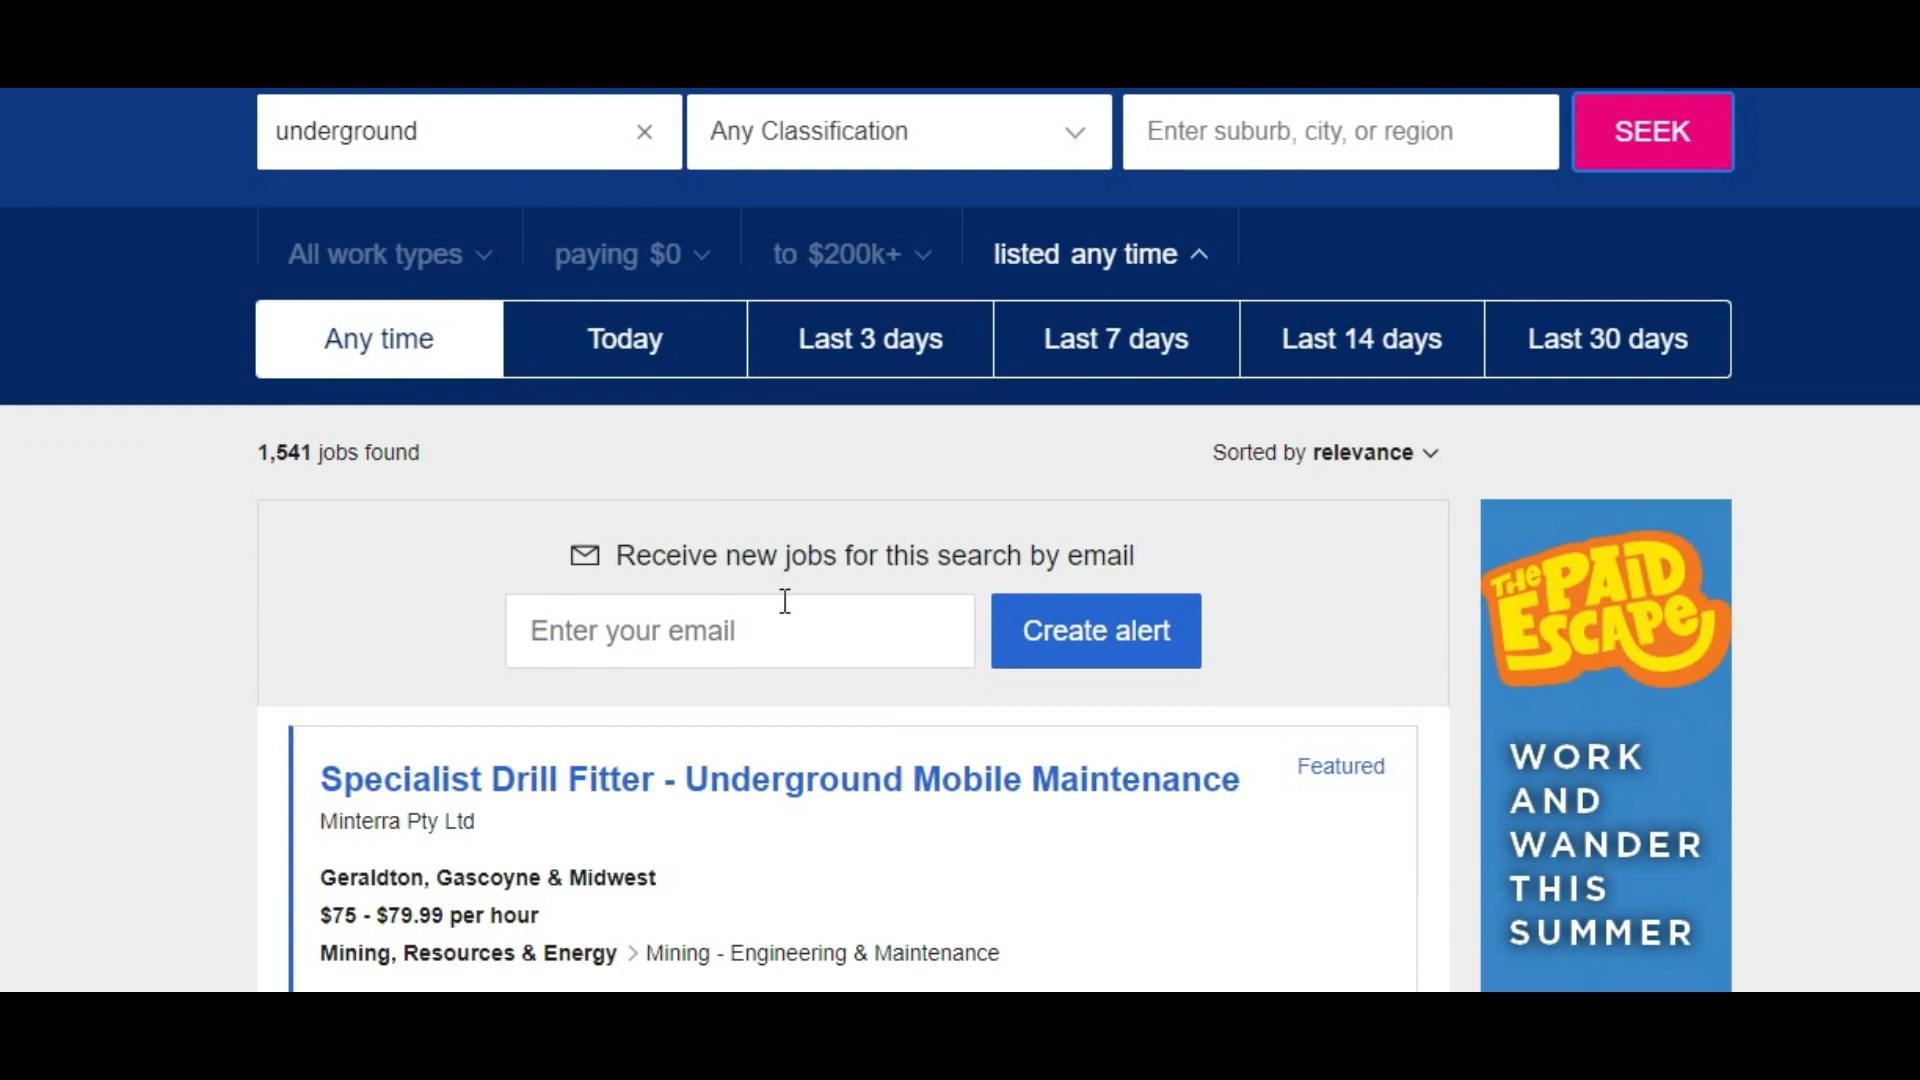 underground
Any Classification
Enter suburb, city, or region
SEEK
All work types
paying $0
to $200k+
listed any time
Any time
Today
Last 3 days
Last 7 days
Last 14 days
Last 30 days
1,541 jobs found
Sorted by relevance
Receive new jobs for this search by email
Enter your email
Create alert
Specialist Drill Fitter - Underground Mobile Maintenance
Featured
Minterra Pty Ltd
Geraldton, Gascoyne & Midwest
$75 - $79.99 per hour
Mining, Resources & Energy > Mining - Engineering & Maintenance
THE PAID
ESCAPE
WORK
AND
WANDER
THIS
SUMMER